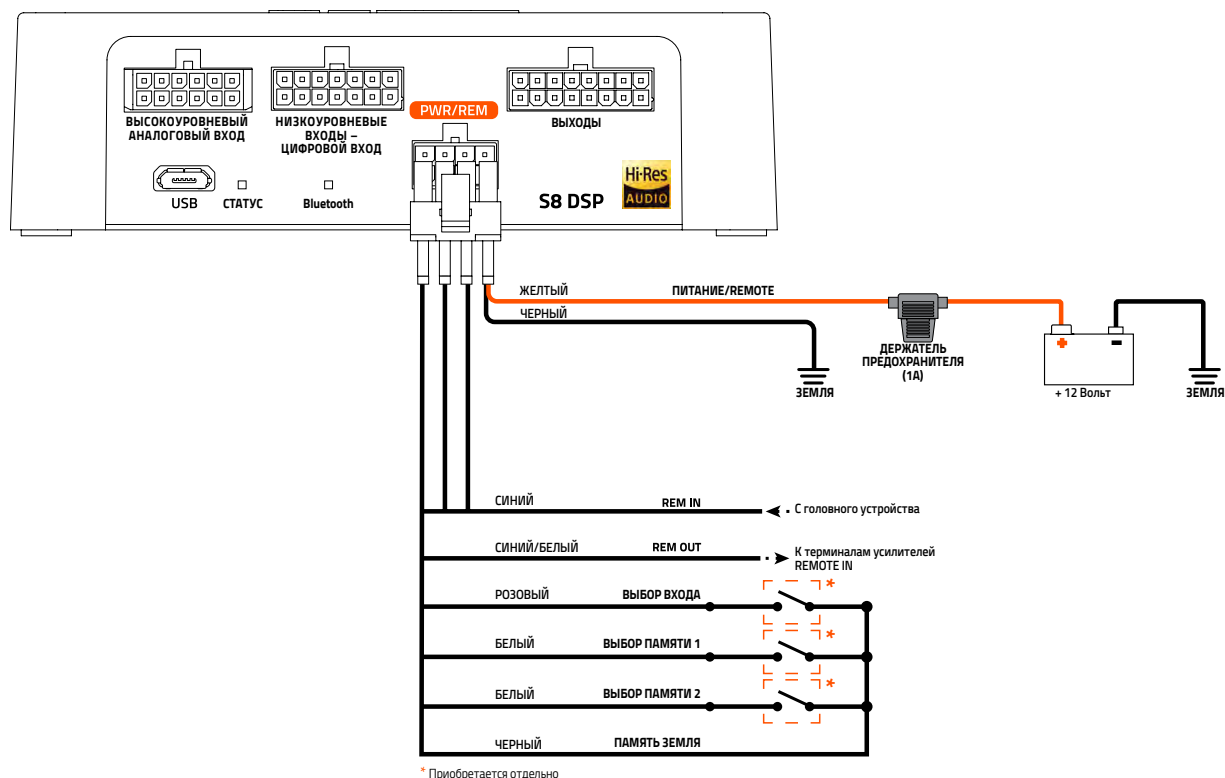 ВЫСОКОУРОВНЕВЫЙ
АНАЛОГОВЫЙ ВХОД
НИЗКОУРОВНЕВЫЕ
ВХОДЫ –
ЦИФРОВОЙ ВХОД
PWR/REM
ВЫХОДЫ
USB
СТАТУС
Bluetooth
S8 DSP
Hi-Res
AUDIO
ЖЕЛТЫЙ
ПИТАНИЕ/REMOTE
ЧЕРНЫЙ
ДЕРЖАТЕЛЬ
ПРЕДОХРАНИТЕЛЯ
(1А)
ЗЕМЛЯ
+ 12 Вольт
ЗЕМЛЯ
СИНИЙ
REM IN
С головного устройства
СИНИЙ/БЕЛЫЙ
REM OUT
К терминалам усилителей
REMOTE IN
РОЗОВЫЙ
ВЫБОР ВХОДА
*
БЕЛЫЙ
ВЫБОР ПАМЯТИ 1
*
БЕЛЫЙ
ВЫБОР ПАМЯТИ 2
*
ЧЕРНЫЙ
ПАМЯТЬ ЗЕМЛЯ
* Приобретается отдельно